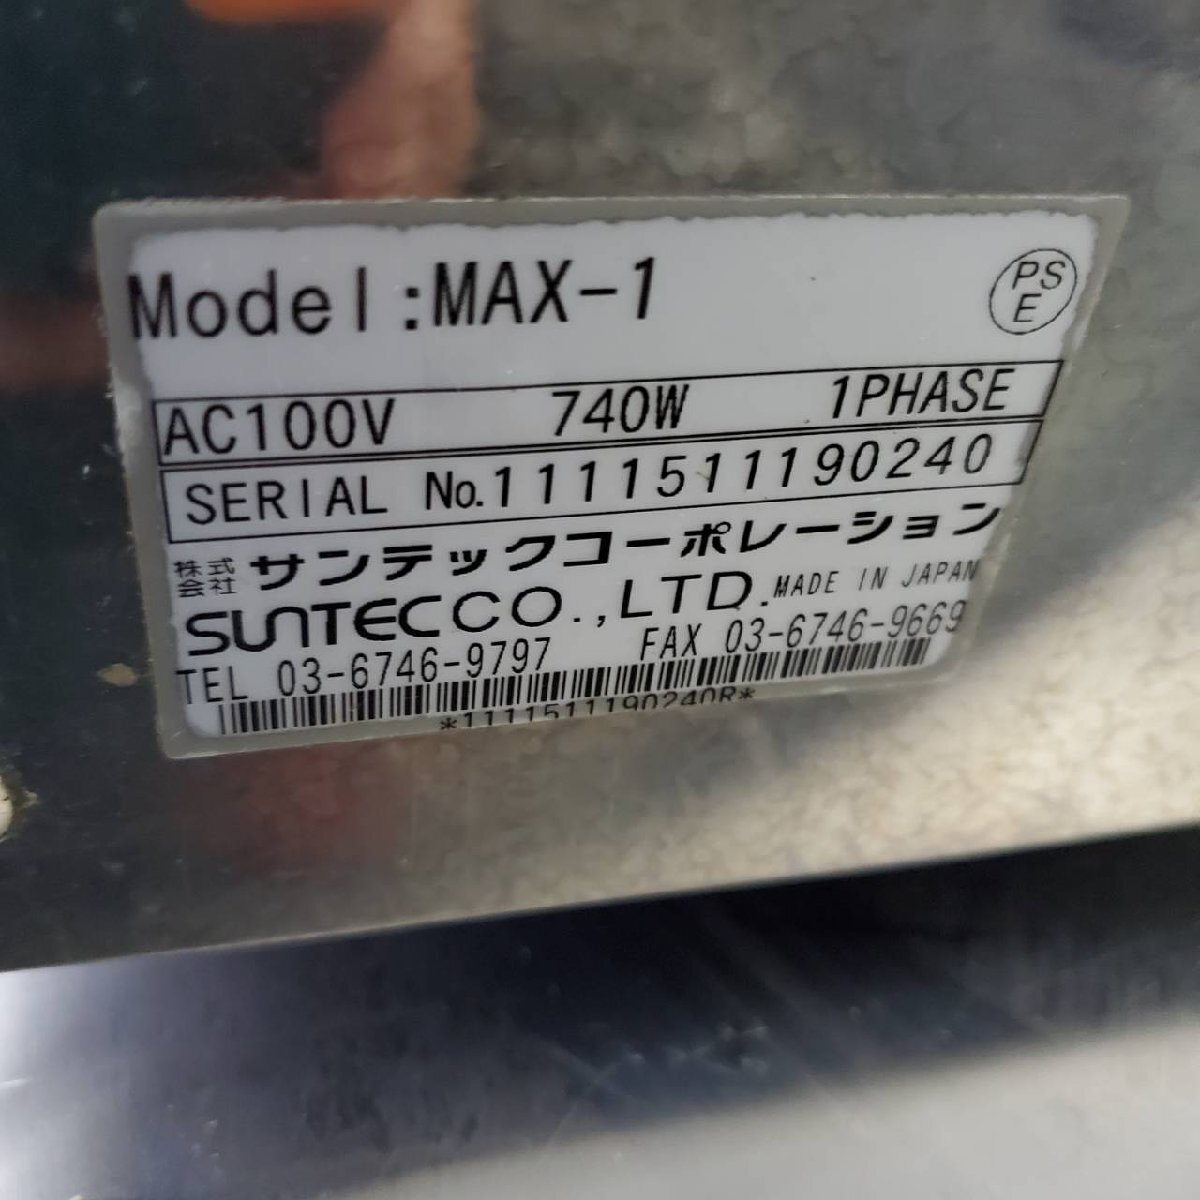 Model:MAX-1
PS
E
AC100V 740W 1PHASE
SERIAL No.1111511190240
株式会社 サンテックコーポレーション
SUNTEC CO.,LTD. MADE IN JAPAN
TEL 03-6746-9797 FAX 03-6746-9669
*1111511190240R*